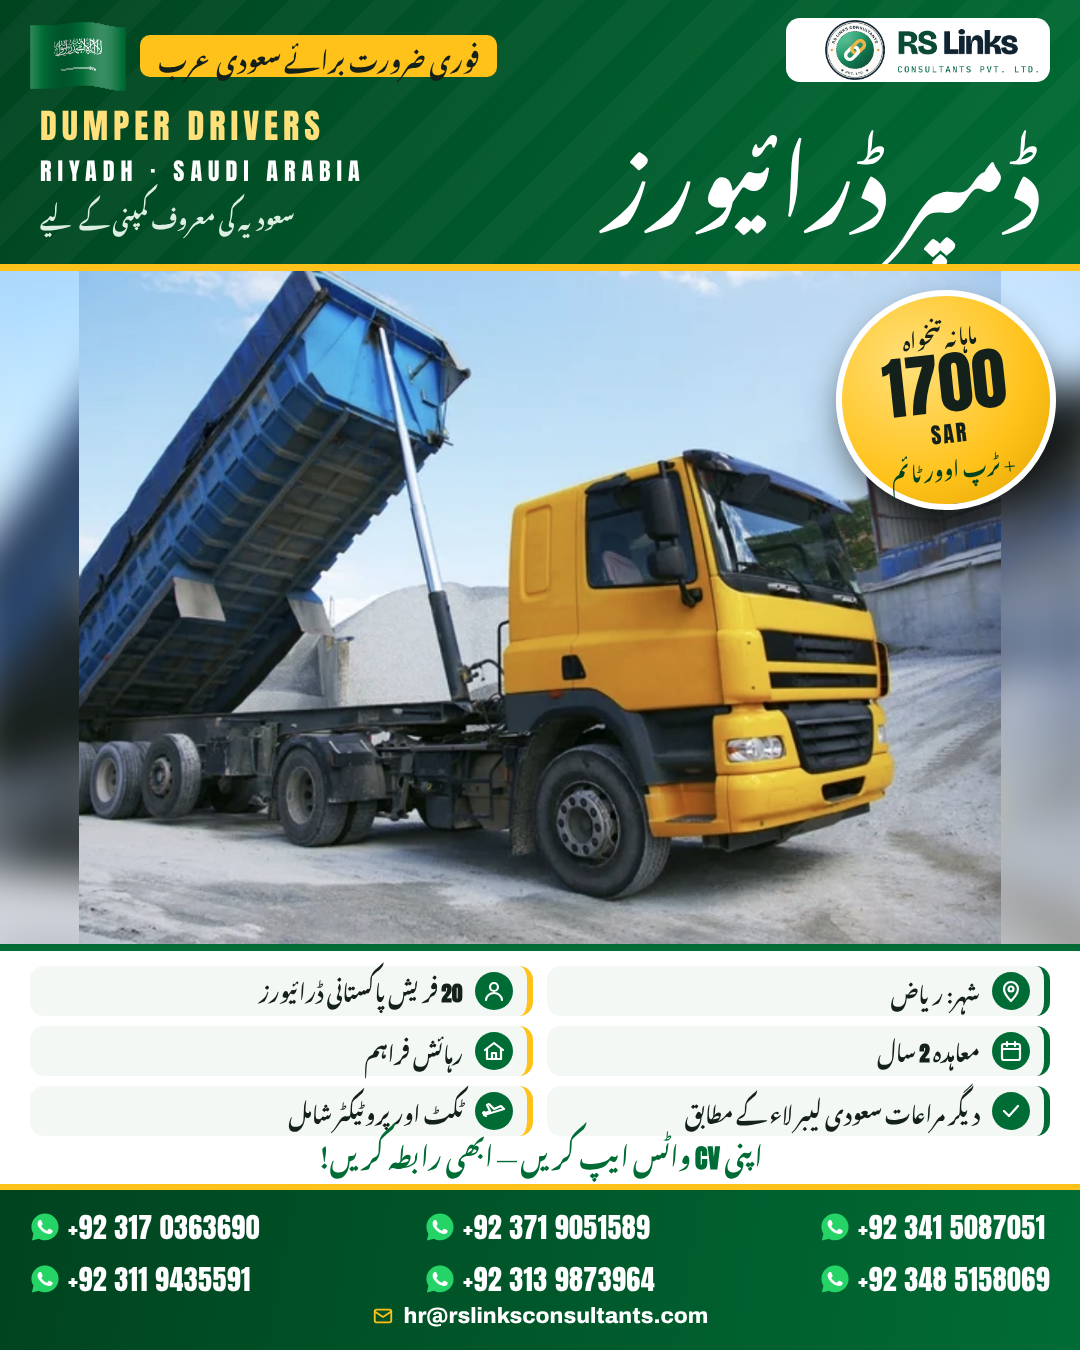 فوری ضرورت برائے سعودی عرب
RS Links
CONSULTANTS PVT. LTD.
DUMPER DRIVERS
RIYADH · SAUDI ARABIA
سعودیہ کی معروف کمپنی کے لیے
ڈمپر ڈرائیورز
ماہانہ تنخواہ
1700
SAR
+ ٹرپ اوور ٹائم
شہر: ریاض
20 فریش پاکستانی ڈرائیورز
معاہدہ 2 سال
رہائش فراہم
دیگر مراعات سعودی لیبر لاء کے مطابق
ٹکٹ اور پروٹیکٹر شامل
اپنی CV واٹس ایپ کریں — ابھی رابطہ کریں!
+92 317 0363690
+92 371 9051589
+92 341 5087051
+92 311 9435591
+92 313 9873964
+92 348 5158069
hr@rslinksconsultants.com